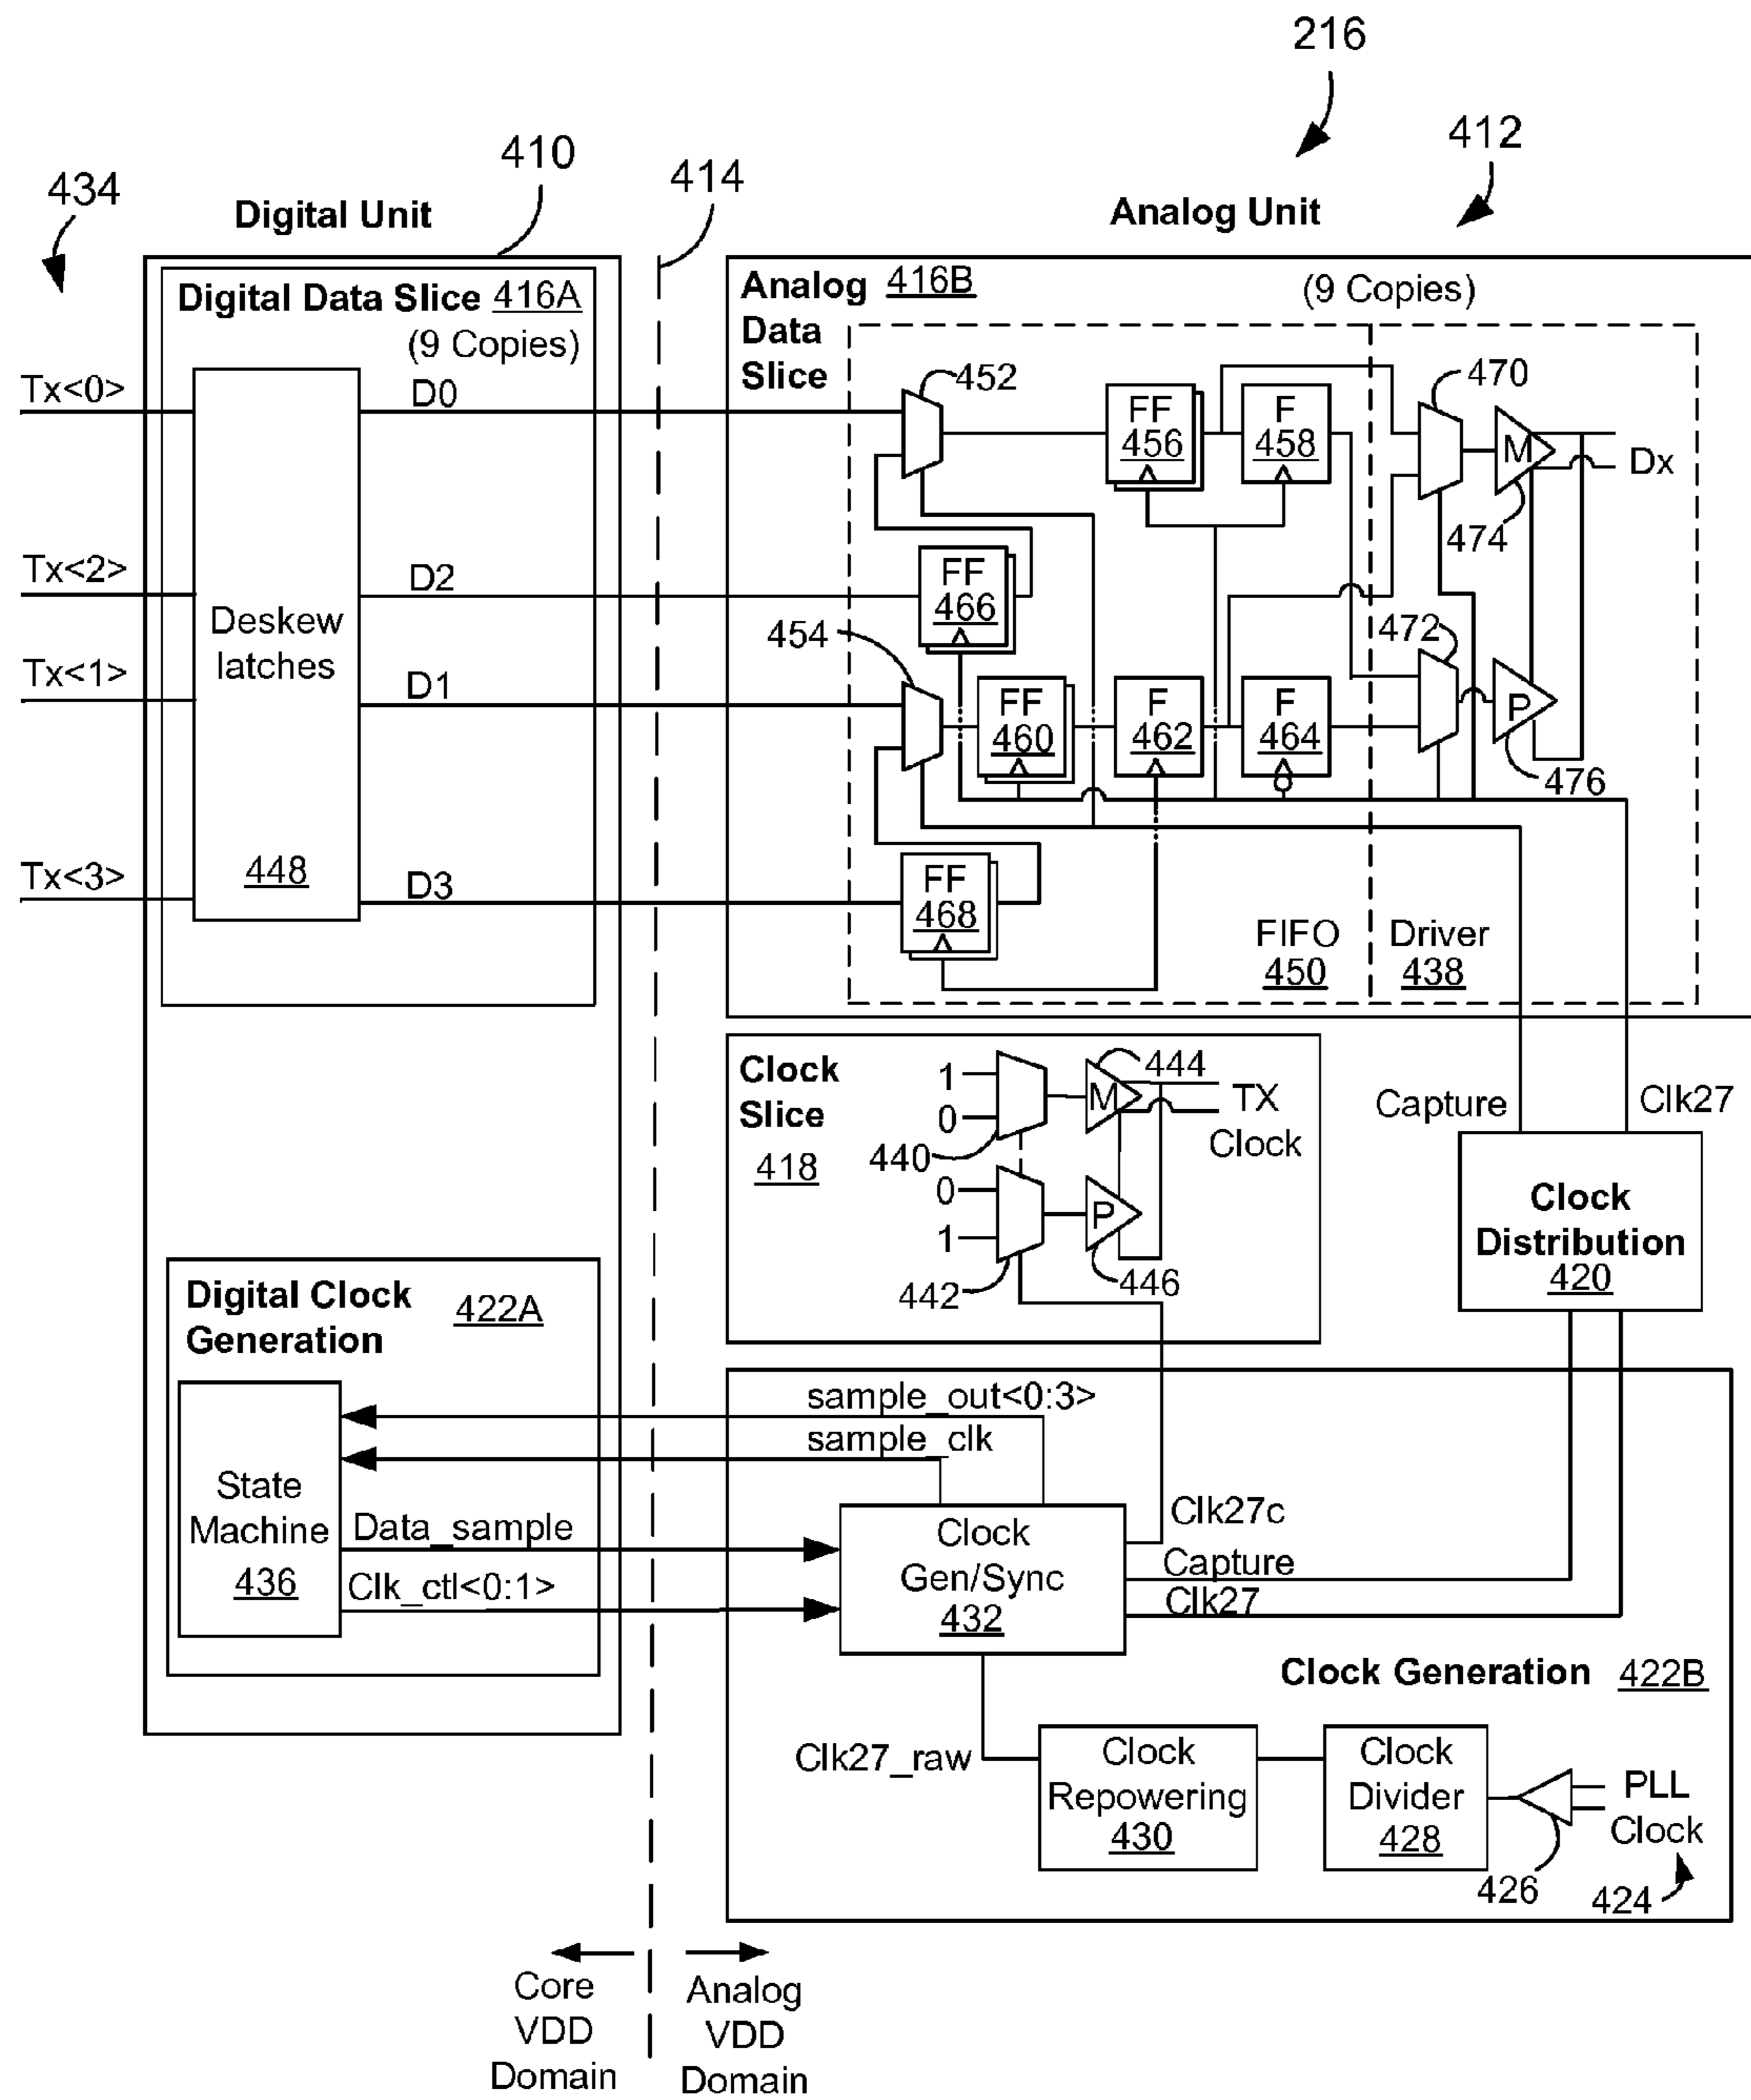 216
412
410
414
434
Digital Unit
Analog Unit
Digital Data Slice 416A
(9 Copies)
Analog 416B
Data
Slice
(9 Copies)
Tx<0>
Tx<2>
Tx<1>
Tx<3>
Deskew
latches
448
D0
D2
D1
D3
452
454
FF
456
F
458
FF
466
FF
460
F
462
F
464
FF
468
470
M
474
Dx
472
P
476
FIFO
450
Driver
438
Clock
Slice
418
1
0
440
0
1
442
M
444
P
446
TX
Clock
Capture
Clk27
Clock
Distribution
420
Digital Clock
Generation
422A
State
Machine
436
sample_out<0:3>
sample_clk
Data_sample
Clk_ctl<0:1>
Clock
Gen/Sync
432
Clk27c
Capture
Clk27
Clock Generation 422B
Clk27_raw
Clock
Repowering
430
Clock
Divider
428
426
PLL
Clock
424
Core
VDD
Domain
Analog
VDD
Domain